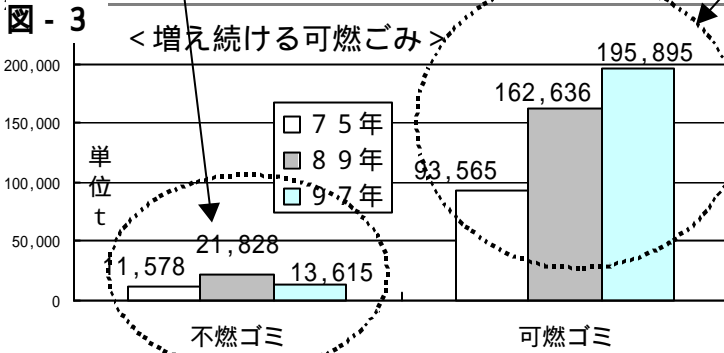 図 - 3
＜増え続ける可燃ごみ＞
200,000
150,000
100,000
50,000
0
単位 t
７５年
８９年
９７年
11,578
21,828
13,615
93,565
162,636
195,895
不燃ゴミ
可燃ゴミ